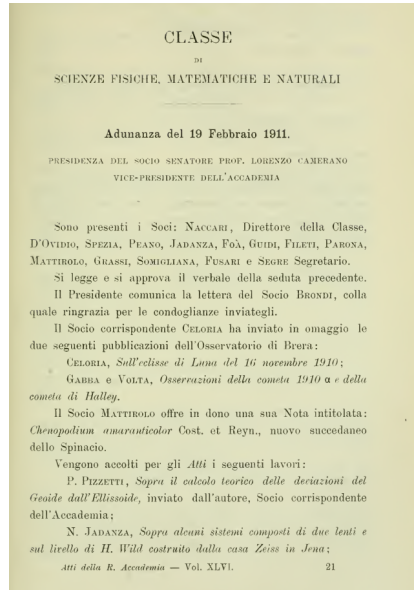 CLASSE
DI
SCIENZE FISICHE, MATEMATICHE E NATURALI
Adunanza del 19 Febbraio 1911.
PRESIDENZA DEL SOCIO SENATORE PROF. LORENZO CAMERANO
VICE-PRESIDENTE DELL'ACCADEMIA
Sono presenti i Soci: NACCARI, Direttore della Classe,
D'OVIDIO, SPEZIA, PEANO, JADANZA, FOÀ, GUIDI, FILETI, PARONA,
MATTIROLO, GRASSI, SOMIGLIANA, FUSARI e SEGRE Segretario.
Si legge e si approva il verbale della seduta precedente.
Il Presidente comunica la lettera del Socio BRONDI, colla
quale ringrazia per le condoglianze inviategli.
Il Socio corrispondente CELORIA ha inviato in omaggio le
due seguenti pubblicazioni dell'Osservatorio di Brera:
CELORIA, Sull'eclisse di Luna del 16 novembre 1910;
GABBA e VOLTA, Osservazioni della cometa 1910 α e della
cometa di Halley.
Il Socio MATTIROLO offre in dono una sua Nota intitolata:
Chenopodium amaranticolor Cost. et Reyn., nuovo succedaneo
dello Spinacio.
Vengono accolti per gli Atti i seguenti lavori:
P. PIZZETTI, Sopra il calcolo teorico delle deviazioni del
Geoide dall'Ellissoide, inviato dall'autore, Socio corrispondente
dell'Accademia;
N. JADANZA, Sopra alcuni sistemi composti di due lenti e
sul livello di H. Wild costruito dalla casa Zeiss in Jena;
Atti della R. Accademia — Vol. XLVI. 21